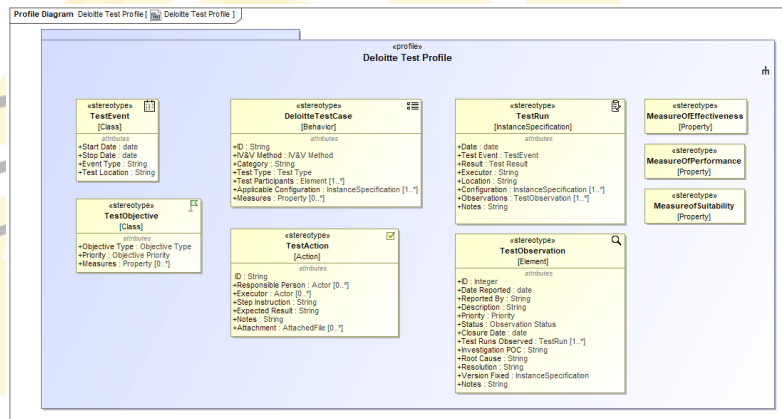 Profile Diagram Deloitte Test Profile [ Deloitte Test Profile ]
«profile»
Deloitte Test Profile
«stereotype»
TestEvent
[Class]
attributes
+Start Date : date
+Stop Date : date
+Event Type : String
+Test Location : String
«stereotype»
DeloitteTestCase
[Behavior]
attributes
+ID : String
+IV&V Method : IV&V Method
+Category : String
+Test Type : Test Type
+Test Participants : Element [1..*]
+Applicable Configuration : InstanceSpecification [1..*]
+Measures : Property [0..*]
«stereotype»
TestRun
[InstanceSpecification]
attributes
+Date : date
+Test Event : TestEvent
+Result : Test Result
+Executor : String
+Location : String
+Configuration : InstanceSpecification [1..*]
+Observations : TestObservation [1..*]
+Notes : String
«stereotype»
MeasureOfEffectiveness
[Property]
«stereotype»
MeasureOfPerformance
[Property]
«stereotype»
MeasureofSuitability
[Property]
«stereotype»
TestObjective
[Class]
attributes
+Objective Type : Objective Type
+Priority : Objective Priority
+Measures : Property [0..*]
«stereotype»
TestAction
[Action]
attributes
ID : String
+Responsible Person : Actor [0..*]
+Executor : Actor [0..*]
+Step Instruction : String
+Expected Result : String
+Notes : String
+Attachment : AttachedFile [0..*]
«stereotype»
TestObservation
[Element]
attributes
+ID : Integer
+Date Reported : date
+Reported By : String
+Description : String
+Priority : Priority
+Status : Observation Status
+Closure Date : date
+Test Runs Observed : TestRun [1..*]
+Investigation POC : String
+Root Cause : String
+Resolution : String
+Version Fixed : InstanceSpecification
+Notes : String